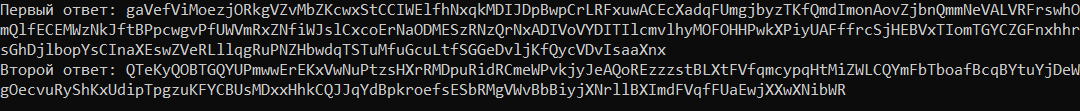 Первый ответ: gaVefViMoezjORkgVZvMbZKcwxStCCIWElfhNxqkMDIJDpBwpCrLRFxuwACEcXadqFUmgjbyzTKfQmdImonAovZjbnQmmNeVALVRFrswhO
mQlfECEMWzNkJftBPpcwgvPfUWVmRxZNfiWJslCxcoErNaODMESzRNzQrNxADIVoVYDITIlcmvlhyMOFOHHPwkXPiyUAFffrcSjHEBVxTIomTGYCZGFnxhhr
sGhDjlbopYsCInaXEswZVeRLllqgRuPNZHbwdqTSTuMfuGcuLtfSGGeDvljKfQycVDvIsaaXnx
Второй ответ: QTeKyQOBTGQYUPmwwErEKxVwNuPtzsHXrRMDpuRidRCmeWPvkjyJeAQoREzzzstBLXtFVfqmcypqHtMiZWLCQYmFbTboafBcqBYtuYjDeW
gOecvuRyShKxUdipTpgzuKFYCBUsMDxxHhkCQJJqYdBpkroefsESbRMgVWvBbBiyjXNrllBXImdFVqfFUaEwjXXwXNibWR